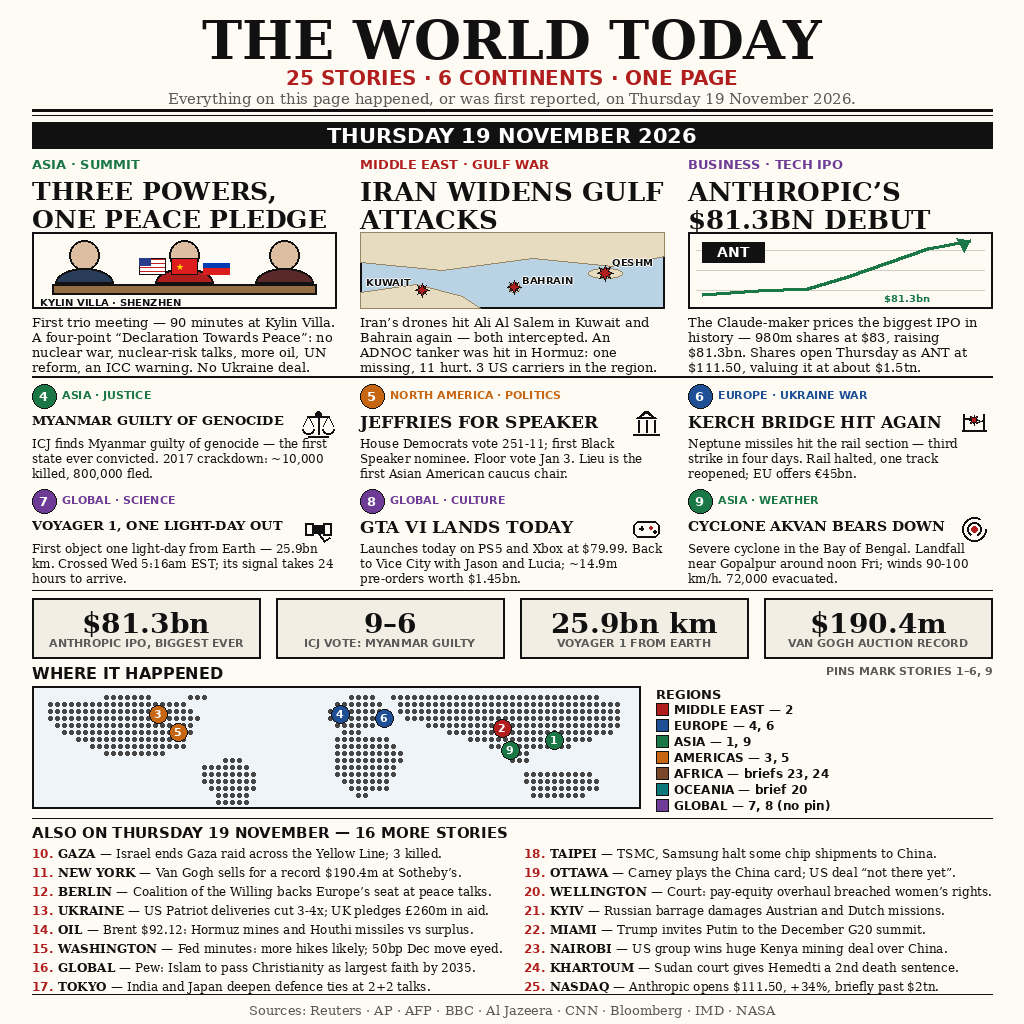 THE WORLD TODAY
25 STORIES · 6 CONTINENTS · ONE PAGE
Everything on this page happened, or was first reported, on Thursday 19 November 2026.
THURSDAY 19 NOVEMBER 2026
ASIA · SUMMIT
THREE POWERS,
ONE PEACE PLEDGE
KYLIN VILLA · SHENZHEN
First trio meeting — 90 minutes at Kylin Villa.
A four-point “Declaration Towards Peace”: no
nuclear war, nuclear-risk talks, more oil, UN
reform, an ICC warning. No Ukraine deal.
MIDDLE EAST · GULF WAR
IRAN WIDENS GULF
ATTACKS
QESHM
KUWAIT
BAHRAIN
Iran’s drones hit Ali Al Salem in Kuwait and
Bahrain again — both intercepted. An
ADNOC tanker was hit in Hormuz: one
missing, 11 hurt. 3 US carriers in the region.
BUSINESS · TECH IPO
ANTHROPIC’S
$81.3BN DEBUT
ANT
$81.3bn
The Claude-maker prices the biggest IPO in
history — 980m shares at $83, raising
$81.3bn. Shares open Thursday as ANT at
$111.50, valuing it at about $1.5tn.
4 ASIA · JUSTICE
MYANMAR GUILTY OF GENOCIDE
ICJ finds Myanmar guilty of genocide — the first
state ever convicted. 2017 crackdown: ~10,000
killed, 800,000 fled.
5 NORTH AMERICA · POLITICS
JEFFRIES FOR SPEAKER
House Democrats vote 251-11; first Black
Speaker nominee. Floor vote Jan 3. Lieu is the
first Asian American caucus chair.
6 EUROPE · UKRAINE WAR
KERCH BRIDGE HIT AGAIN
Neptune missiles hit the rail section — third
strike in four days. Rail halted, one track
reopened; EU offers €45bn.
7 GLOBAL · SCIENCE
VOYAGER 1, ONE LIGHT-DAY OUT
First object one light-day from Earth — 25.9bn
km. Crossed Wed 5:16am EST; its signal takes 24
hours to arrive.
8 GLOBAL · CULTURE
GTA VI LANDS TODAY
Launches today on PS5 and Xbox at $79.99. Back
to Vice City with Jason and Lucia; ~14.9m
pre-orders worth $1.45bn.
9 ASIA · WEATHER
CYCLONE AKVAN BEARS DOWN
Severe cyclone in the Bay of Bengal. Landfall
near Gopalpur around noon Fri; winds 90-100
km/h. 72,000 evacuated.
$81.3bn
ANTHROPIC IPO, BIGGEST EVER
9–6
ICJ VOTE: MYANMAR GUILTY
25.9bn km
VOYAGER 1 FROM EARTH
$190.4m
VAN GOGH AUCTION RECORD
WHERE IT HAPPENED
PINS MARK STORIES 1–6, 9
3
5
4
6
2
9
1
REGIONS
MIDDLE EAST — 2
EUROPE — 4, 6
ASIA — 1, 9
AMERICAS — 3, 5
AFRICA — briefs 23, 24
OCEANIA — brief 20
GLOBAL — 7, 8 (no pin)
ALSO ON THURSDAY 19 NOVEMBER — 16 MORE STORIES
10. GAZA — Israel ends Gaza raid across the Yellow Line; 3 killed.
11. NEW YORK — Van Gogh sells for a record $190.4m at Sotheby’s.
12. BERLIN — Coalition of the Willing backs Europe’s seat at peace talks.
13. UKRAINE — US Patriot deliveries cut 3-4x; UK pledges £260m in aid.
14. OIL — Brent $92.12: Hormuz mines and Houthi missiles vs surplus.
15. WASHINGTON — Fed minutes: more hikes likely; 50bp Dec move eyed.
16. GLOBAL — Pew: Islam to pass Christianity as largest faith by 2035.
17. TOKYO — India and Japan deepen defence ties at 2+2 talks.
18. TAIPEI — TSMC, Samsung halt some chip shipments to China.
19. OTTAWA — Carney plays the China card; US deal “not there yet”.
20. WELLINGTON — Court: pay-equity overhaul breached women’s rights.
21. KYIV — Russian barrage damages Austrian and Dutch missions.
22. MIAMI — Trump invites Putin to the December G20 summit.
23. NAIROBI — US group wins huge Kenya mining deal over China.
24. KHARTOUM — Sudan court gives Hemedti a 2nd death sentence.
25. NASDAQ — Anthropic opens $111.50, +34%, briefly past $2tn.
Sources: Reuters · AP · AFP · BBC · Al Jazeera · CNN · Bloomberg · IMD · NASA